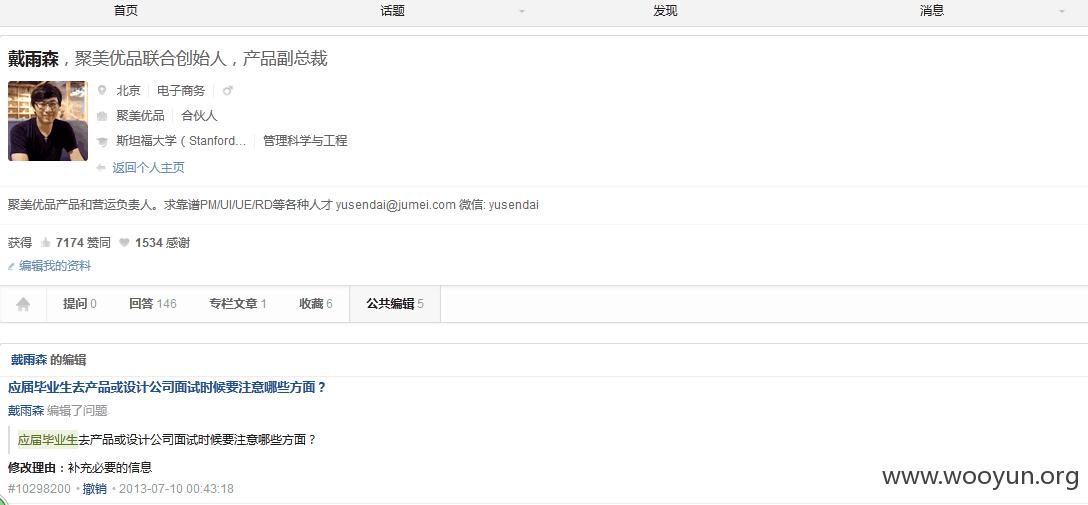 首页 话题 发现 消息
戴雨森，聚美优品联合创始人，产品副总裁
北京 电子商务
聚美优品 合伙人
斯坦福大学（Stanford... 管理科学与工程
返回个人主页
聚美优品产品和营运负责人。求靠谱PM/UI/UE/RD等各种人才 yusendai@jumei.com 微信: yusendai
获得 7174 赞同 1534 感谢
编辑我的资料
提问 0 回答 146 专栏文章 1 收藏 6 公共编辑 5
戴雨森 的编辑
应届毕业生去产品或设计公司面试时候要注意哪些方面？
戴雨森 编辑了问题
应届毕业生去产品或设计公司面试时候要注意哪些方面？
修改理由：补充必要的信息
#10298200 • 撤销 • 2013-07-10 00:43:18
www.wooyun.org